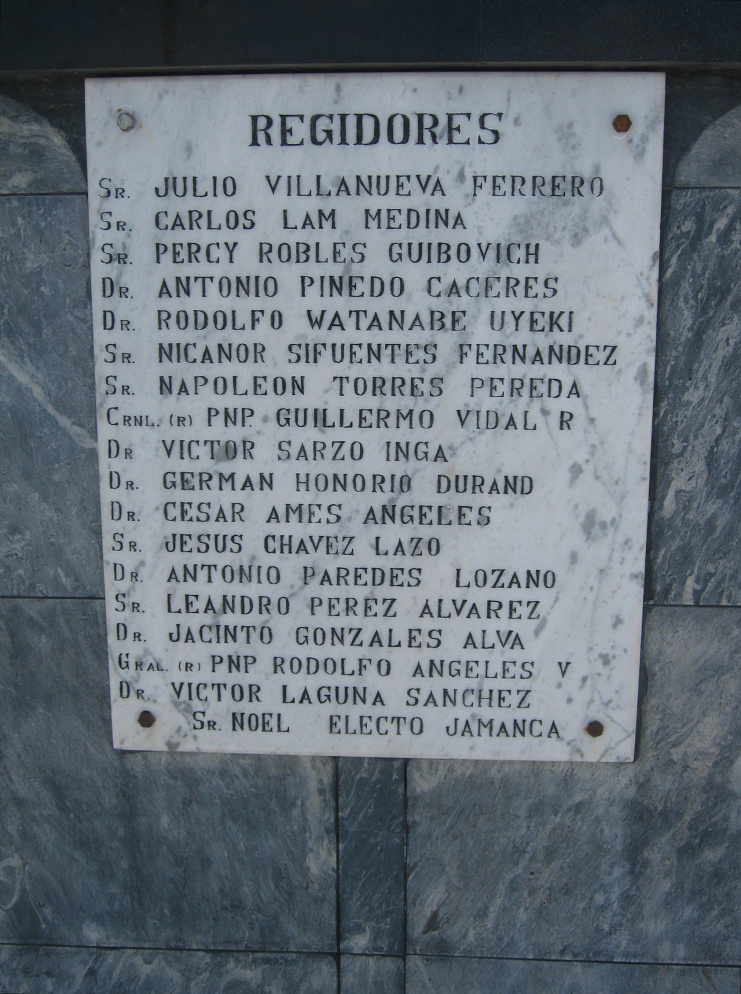 REGIDORES
SR. JULIO VILLANUEVA FERRERO
SR. CARLOS LAM MEDINA
SR. PERCY ROBLES GUIBOVICH
DR. ANTONIO PINEDO CACERES
DR. RODOLFO WATANABE UYEKI
SR. NICANOR SIFUENTES FERNANDEZ
SR. NAPOLEON TORRES PEREDA
CRNL. (R) PNP. GUILLERMO VIDAL R
DR VICTOR SARZO INGA
DR. GERMAN HONORIO DURAND
DR. CESAR AMES ANGELES
SR. JESUS CHAVEZ LAZO
DR. ANTONIO PAREDES LOZANO
SR. LEANDRO PEREZ ALVAREZ
DR. JACINTO GONZALES ALVA
GRAL. (R) PNP RODOLFO ANGELES V
DR. VICTOR LAGUNA SANCHEZ
SR. NOEL ELECTO JAMANCA